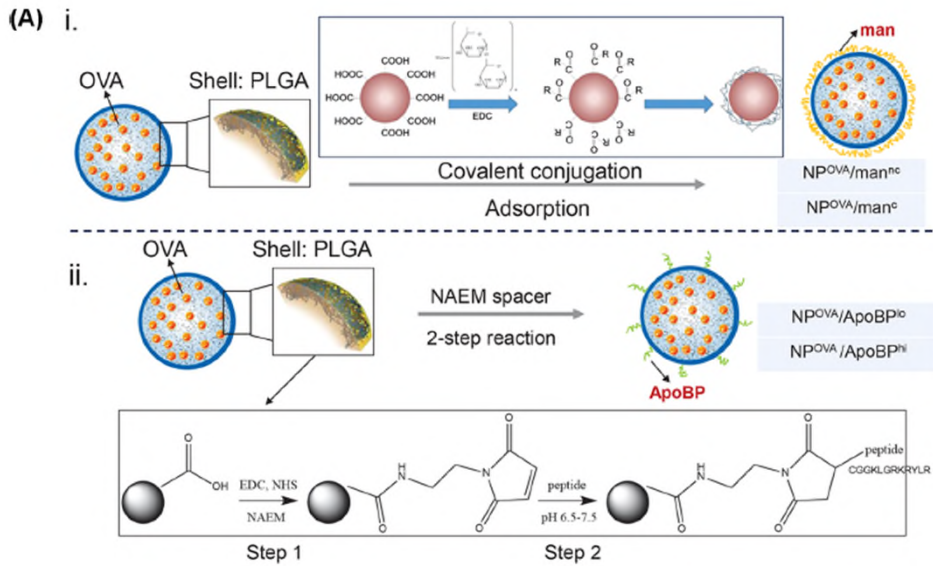 (A) i.
OVA
Shell: PLGA
COOH
HOOC COOH
HOOC COOH
HOOC COOH
COOH
EDC
R O
C
O
man
Covalent conjugation
Adsorption
NPOVA/mannc
NPOVA/manc
ii.
OVA
Shell: PLGA
NAEM spacer
2-step reaction
ApoBP
NPOVA/ApoBPlo
NPOVA/ApoBPhi
O
OH
EDC, NHS
NAEM
H
N
O
N
O
O
peptide
pH 6.5-7.5
H
N
O
N
O
O
peptide
CGGKLGRKRYLR
Step 1
Step 2